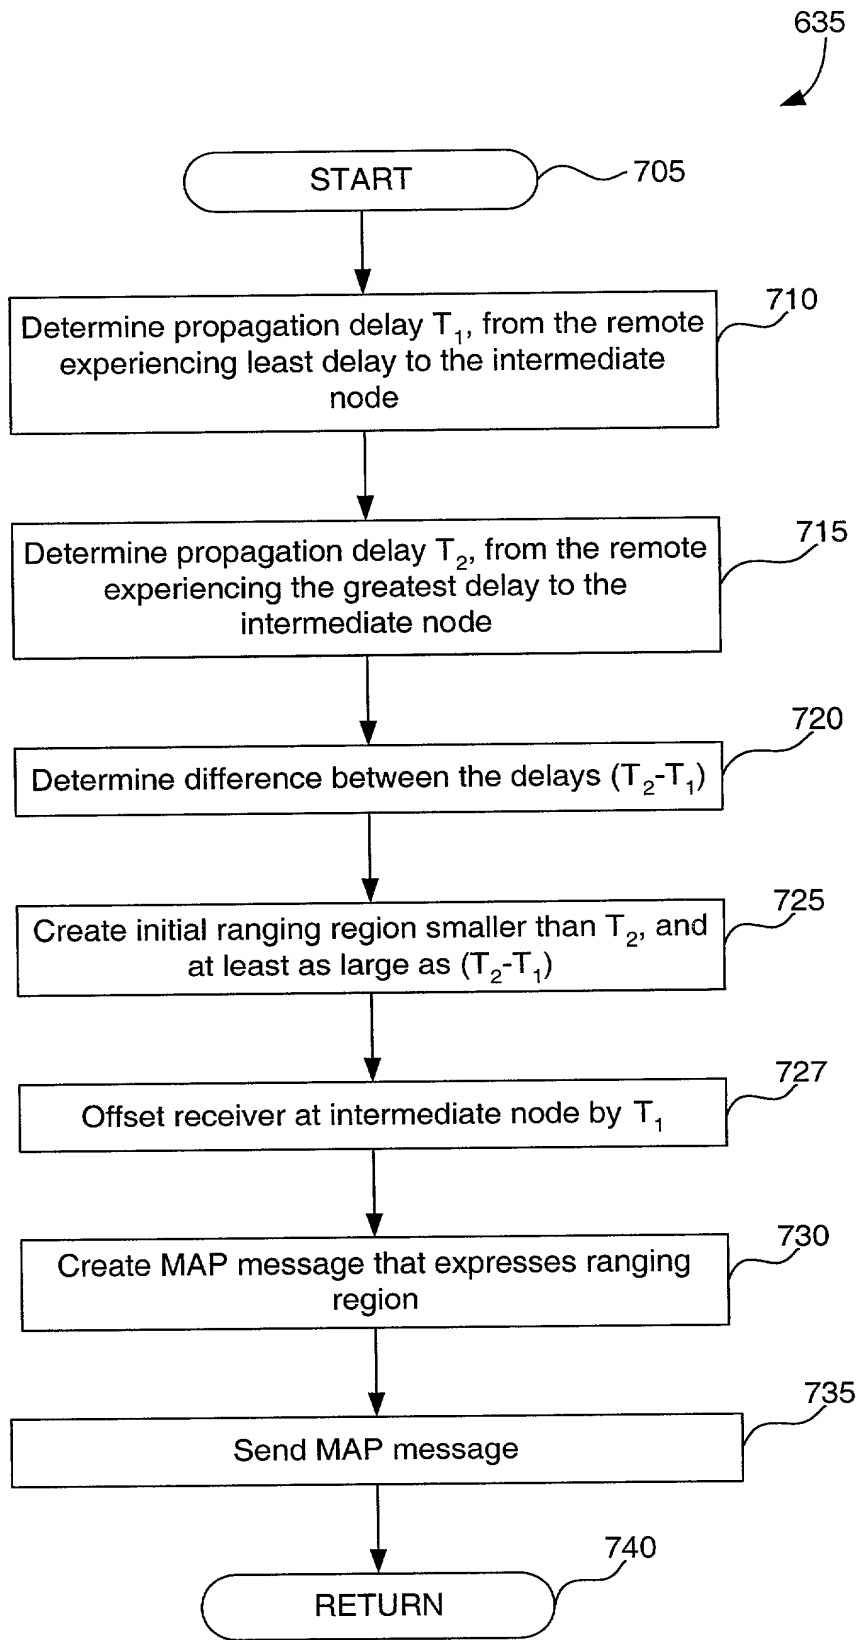 635
START
705
710
Determine propagation delay T₁, from the remote
experiencing least delay to the intermediate
node
715
Determine propagation delay T₂, from the remote
experiencing the greatest delay to the
intermediate node
720
Determine difference between the delays (T₂-T₁)
725
Create initial ranging region smaller than T₂, and
at least as large as (T₂-T₁)
727
Offset receiver at intermediate node by T₁
730
Create MAP message that expresses ranging
region
735
Send MAP message
740
RETURN